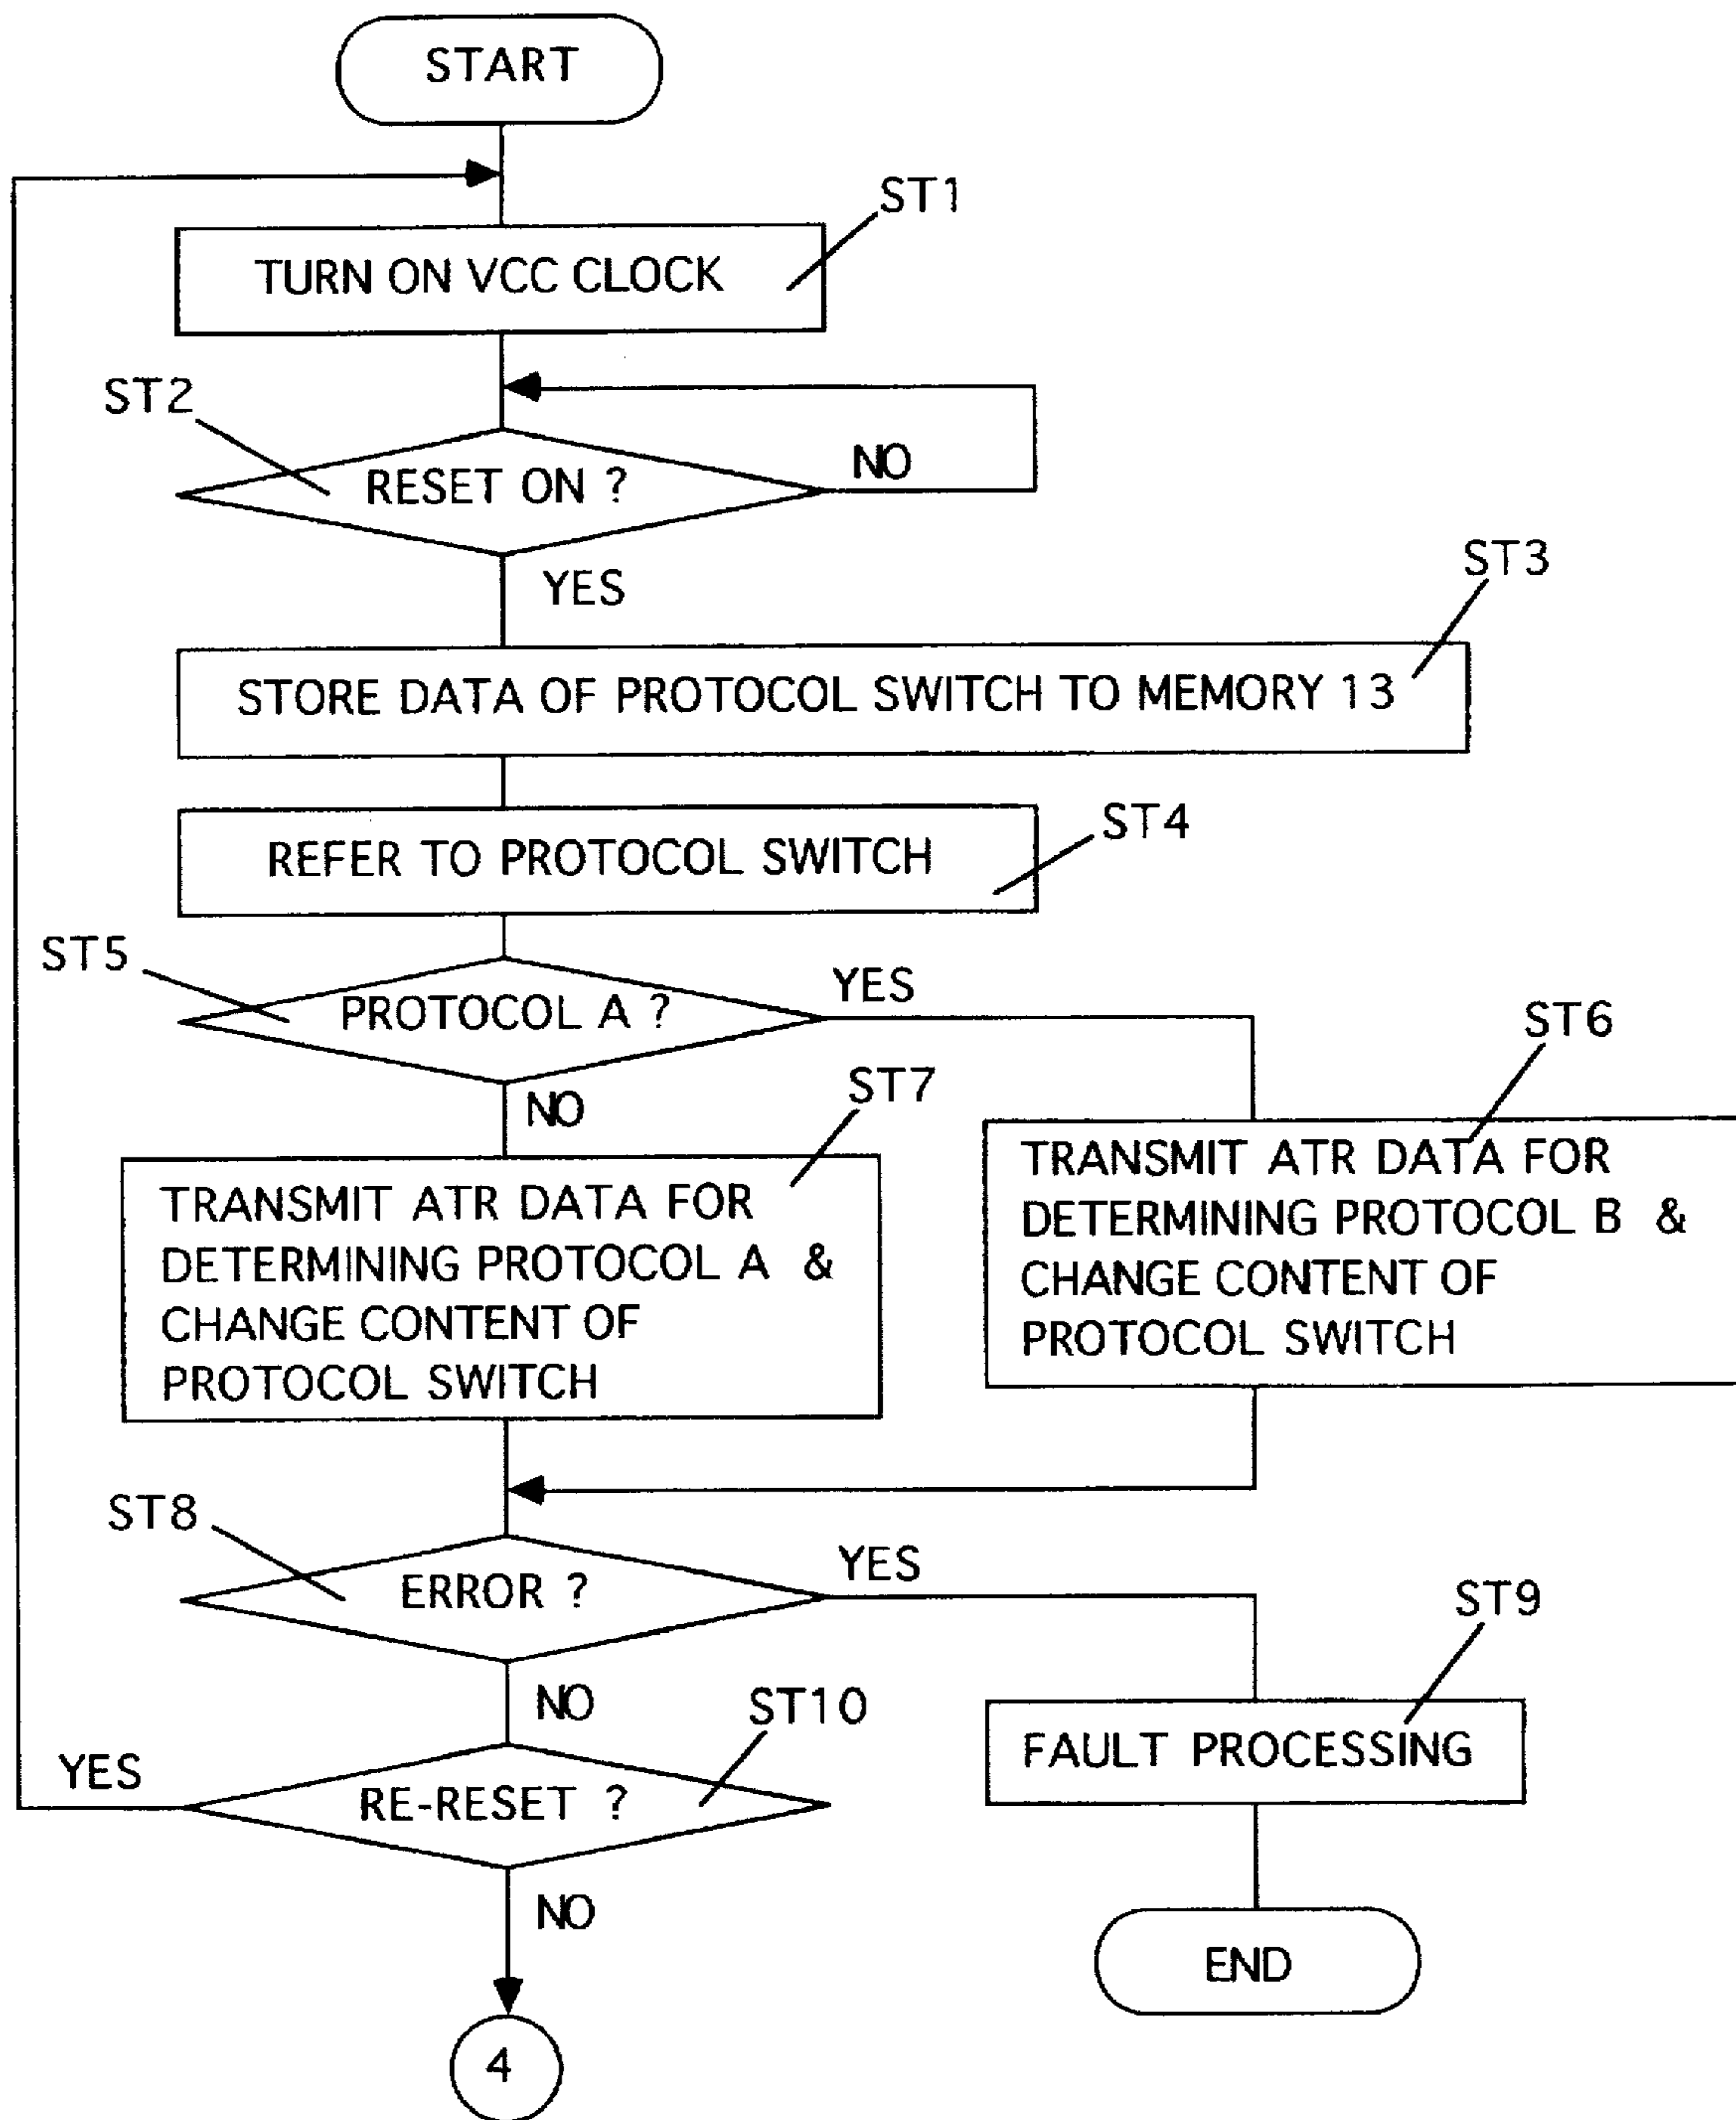 START
ST1
TURN ON VCC CLOCK
ST2
RESET ON ?
NO
YES
ST3
STORE DATA OF PROTOCOL SWITCH TO MEMORY 13
ST4
REFER TO PROTOCOL SWITCH
ST5
PROTOCOL A ?
YES
NO
ST6
TRANSMIT ATR DATA FOR
DETERMINING PROTOCOL B &
CHANGE CONTENT OF
PROTOCOL SWITCH
ST7
TRANSMIT ATR DATA FOR
DETERMINING PROTOCOL A &
CHANGE CONTENT OF
PROTOCOL SWITCH
ST8
ERROR ?
YES
NO
ST9
FAULT PROCESSING
END
ST10
RE-RESET ?
YES
NO
4